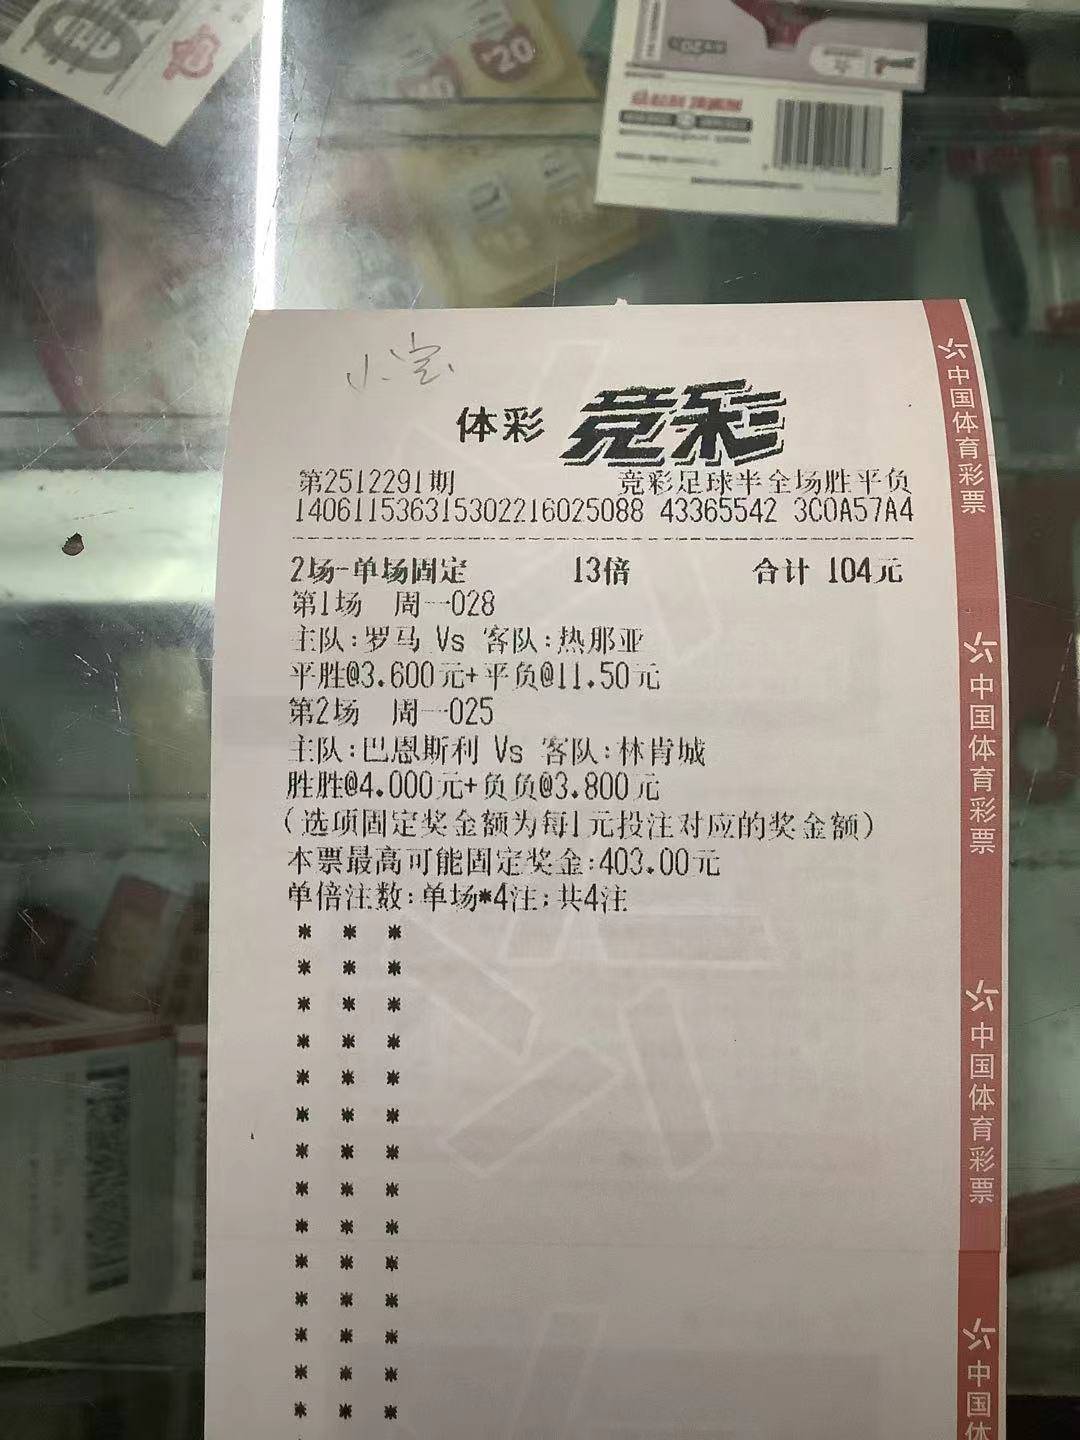 20
小宝
体彩 竞彩
第2512291期 竞彩足球半全场胜平负
140611536315302216025088 43365542 3C0A57A4
2场-单场固定 13倍 合计 104元
第1场 周一028
主队:罗马 Vs 客队:热那亚
平胜@3.600元+平负@11.50元
第2场 周一025
主队:巴恩斯利 Vs 客队:林肯城
胜胜@4.000元+负负@3.800元
(选项固定奖金额为每1元投注对应的奖金额)
本票最高可能固定奖金:403.00元
单倍注数:单场*4注;共4注
* * *
* * *
* * *
* * *
* * *
* * *
* * *
* * *
* * *
* * *
* * *
* * *
* * *
* * *
中国体育彩票
中国体育彩票
中国体育彩票
中国体